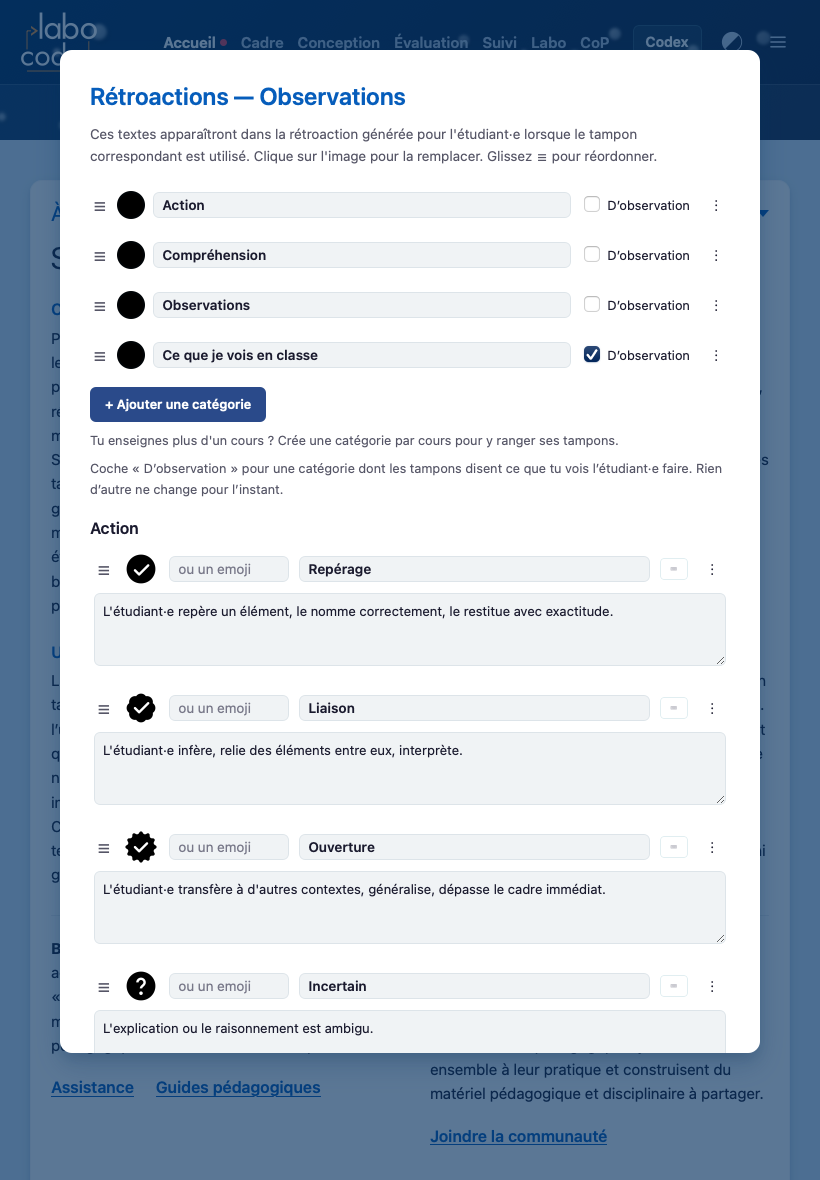 labo
Accueil Cadre Conception Évaluation Suivi Labo CoP Codex
Rétroactions — Observations
Ces textes apparaîtront dans la rétroaction générée pour l'étudiant·e lorsque le tampon
correspondant est utilisé. Clique sur l'image pour la remplacer. Glissez ≡ pour réordonner.
Action D’observation
Compréhension D’observation
Observations D’observation
Ce que je vois en classe D’observation
+ Ajouter une catégorie
Tu enseignes plus d'un cours ? Crée une catégorie par cours pour y ranger ses tampons.
Coche « D’observation » pour une catégorie dont les tampons disent ce que tu vois l’étudiant·e faire. Rien
d’autre ne change pour l’instant.
Action
ou un emoji Repérage =
L'étudiant·e repère un élément, le nomme correctement, le restitue avec exactitude.
ou un emoji Liaison =
L'étudiant·e infère, relie des éléments entre eux, interprète.
ou un emoji Ouverture =
L'étudiant·e transfère à d'autres contextes, généralise, dépasse le cadre immédiat.
? ou un emoji Incertain =
L'explication ou le raisonnement est ambigu.
ensemble à leur pratique et construisent du
matériel pédagogique et disciplinaire à partager.
Assistance Guides pédagogiques
Joindre la communauté